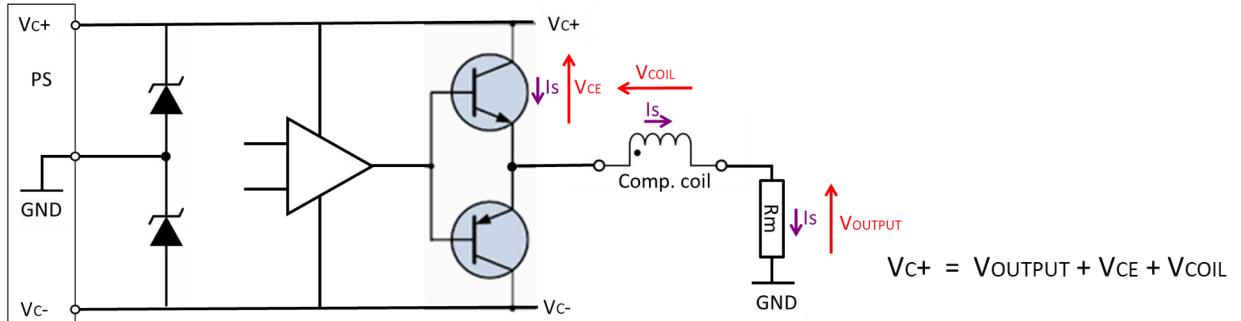 VC+
VC+
PS
VCOIL
IS
VCE
IS
GND
Comp. coil
Rm
IS
VOUTPUT
VC+ = VOUTPUT + VCE + VCOIL
VC-
VC-
GND